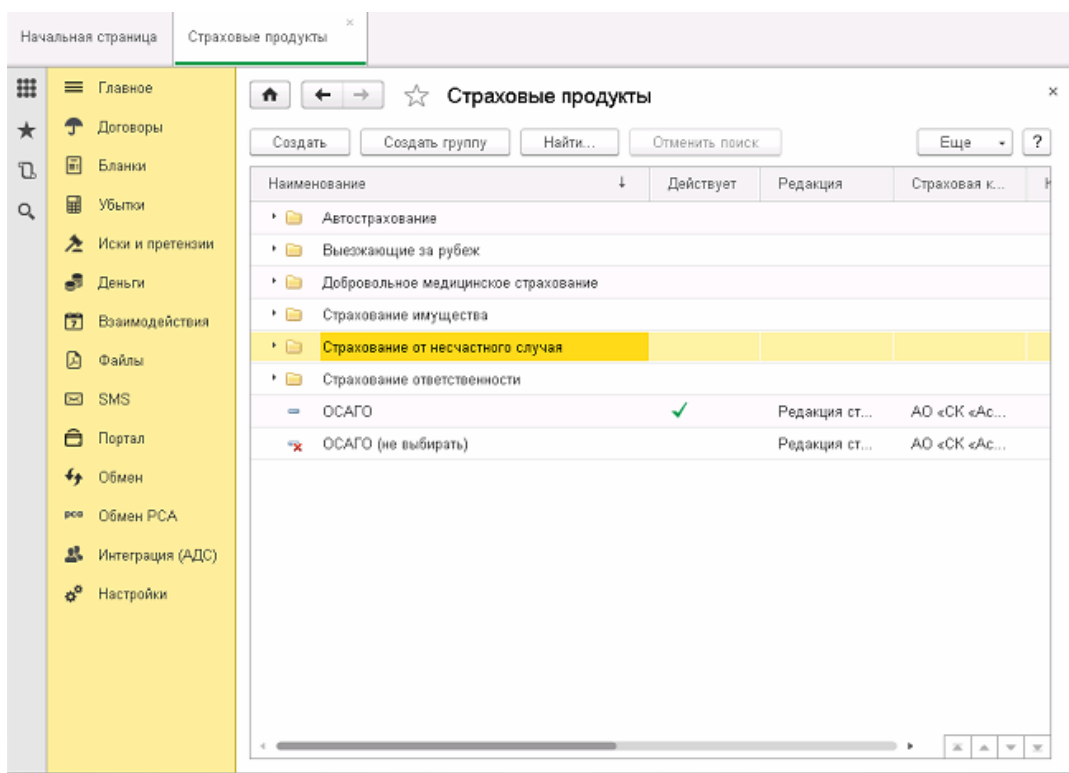 Начальная страница
Страховые продукты
Главное
Договоры
Бланки
Убытки
Иски и претензии
Деньги
Взаимодействия
Файлы
SMS
Портал
Обмен
РСА Обмен РСА
Интеграция (АДС)
Настройки
Страховые продукты
Создать Создать группу Найти... Отменить поиск Еще ?
Наименование Действует Редакция Страховая к...
Автострахование
Выезжающие за рубеж
Добровольное медицинское страхование
Страхование имущества
Страхование от несчастного случая
Страхование ответственности
ОСАГО Редакция ст... АО «СК «Ас...
ОСАГО (не выбирать) Редакция ст... АО «СК «Ас...